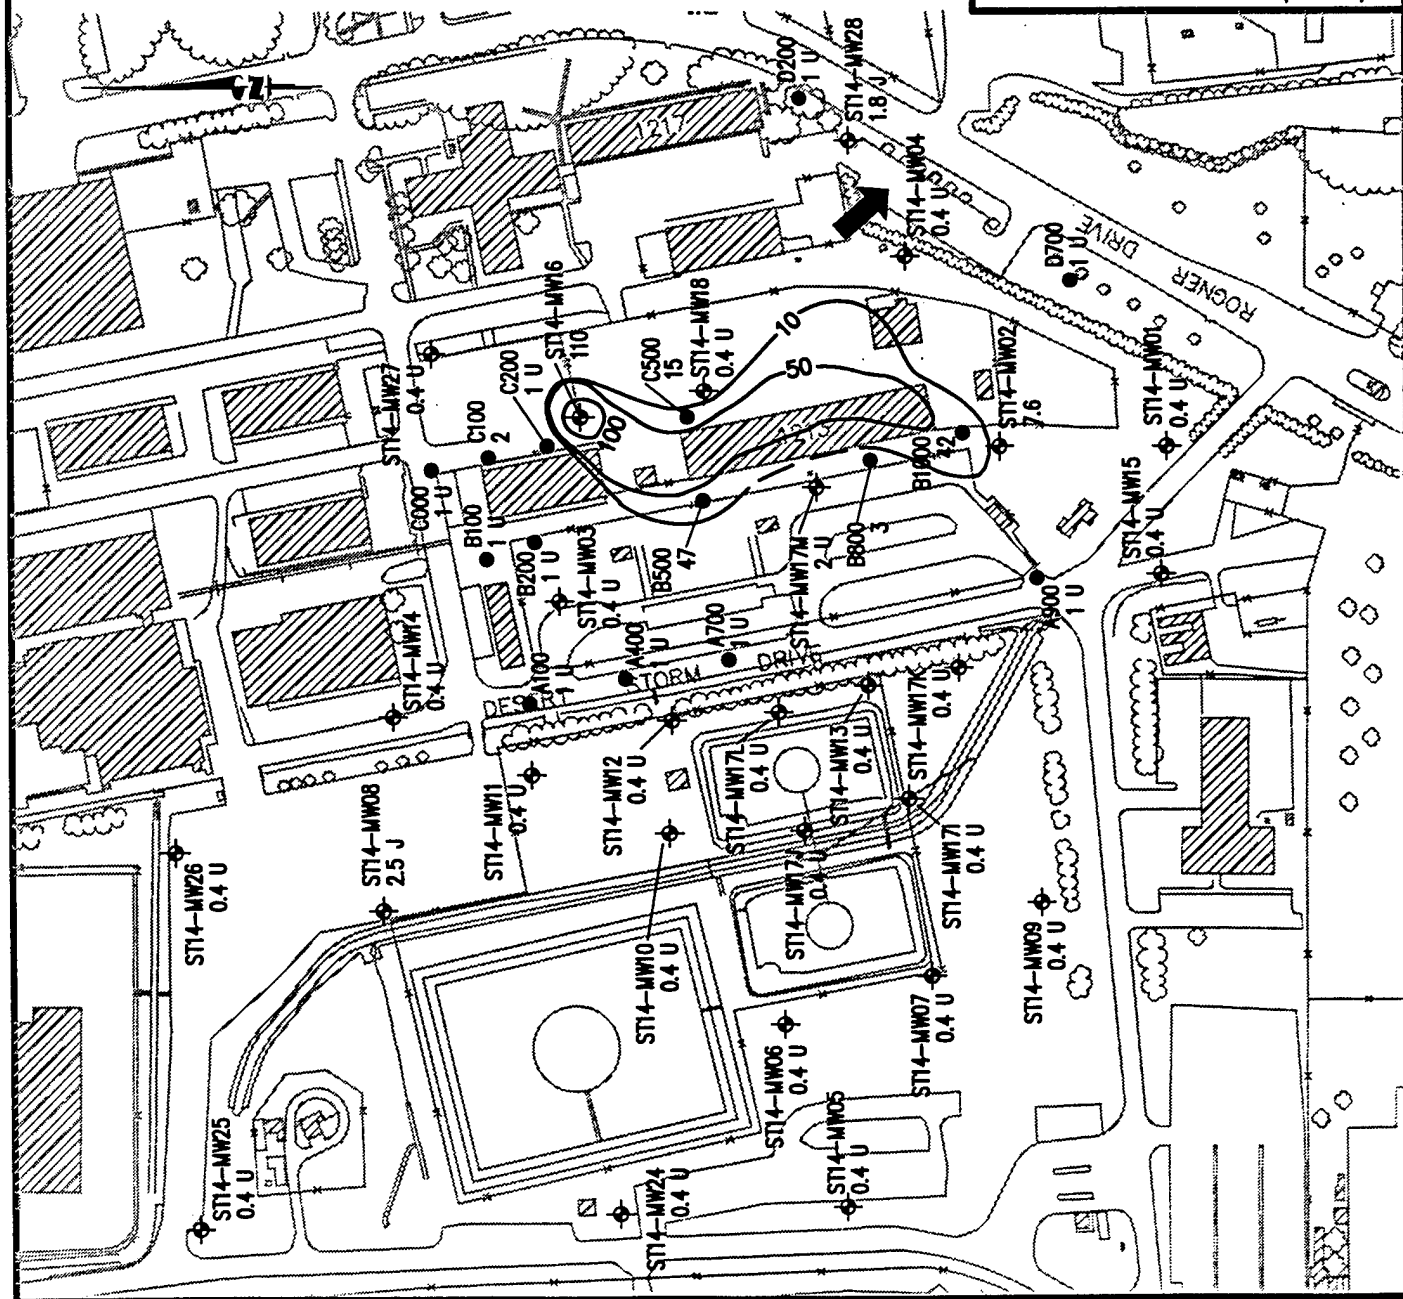 N
D200
1 U
ST14-MW28
1.8 J
1217
ST14-MW04
0.4 U
D700
1 U
ROGNER DRIVE
ST14-MW16
110
C200
1 U
C500
15
ST14-MW18
0.4 U
10
50
100
ST14-MW27
0.4 U
C100
2
C000
1 U
B100
1 U
B200
1 U
ST14-MW03
0.4 U
B500
47
ST14-MW17M
2 U
B800
3
B1000
42
ST14-MW02
7.6
ST14-MW01
0.4 U
ST14-MW15
0.4 U
A900
1 U
ST14-MW14
0.4 U
A100
1 U
A400
1 U
A700
1 U
DESERT STORM DRIVE
ST14-MW08
2.5 J
ST14-MW11
0.4 U
ST14-MW12
0.4 U
ST14-MW17L
0.4 U
ST14-MW13
0.4 U
ST14-MW17K
0.4 U
ST14-MW26
0.4 U
ST14-MW10
0.4 U
ST14-MW17J
0.4 U
ST14-MW17I
0.4 U
ST14-MW09
0.4 U
ST14-MW07
0.4 U
ST14-MW06
0.4 U
ST14-MW05
0.4 U
ST14-MW25
0.4 U
ST14-MW24
0.4 U